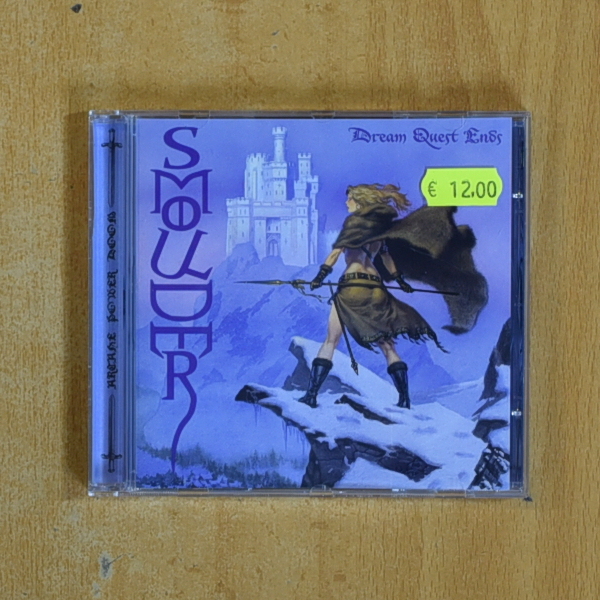 SMOULDER
Dream Quest Ends
€ 12,00
ARCANE POWER DOOM